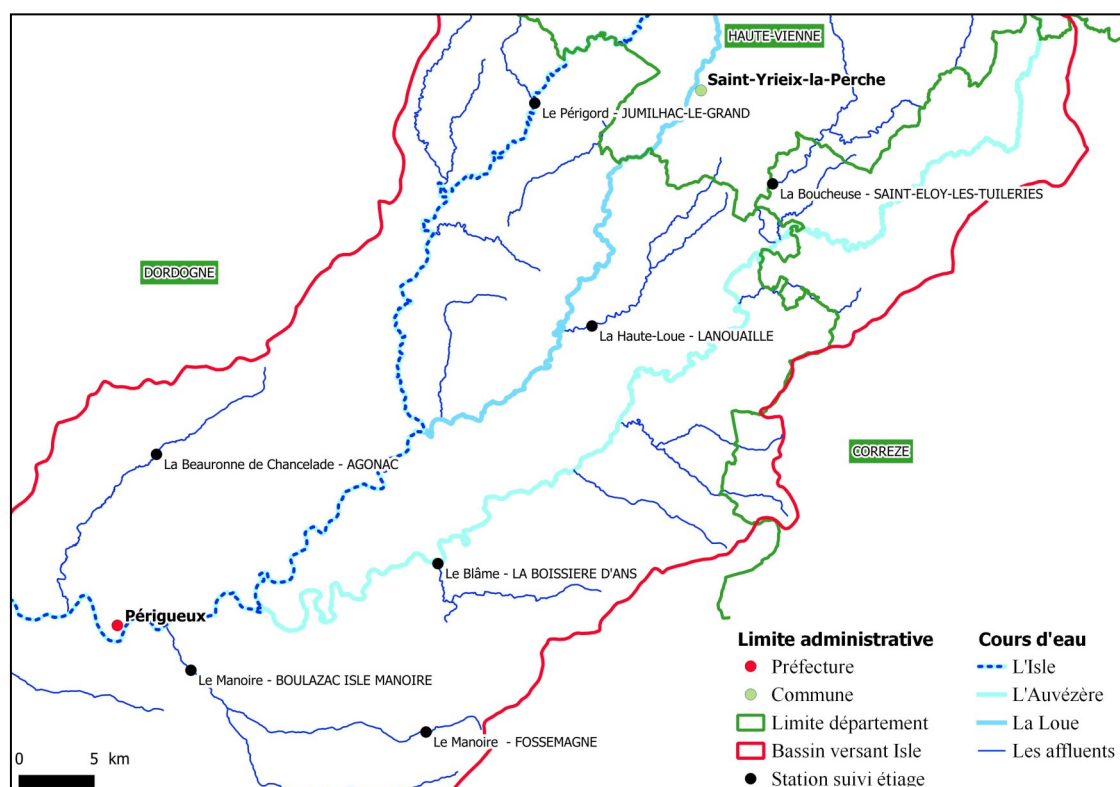 HAUTE-VIENNE
Saint-Yrieix-la-Perche
Le Périgord - JUMILHAC-LE-GRAND
La Boucheuse - SAINT-ELOY-LES-TUILERIES
DORDOGNE
La Haute-Loue - LANOUAILLE
La Beauronne de Chancelade - AGONAC
CORREZE
Le Blâme - LA BOISSIERE D'ANS
Périgueux
Le Manoire - BOULAZAC ISLE MANOIRE
Le Manoire - FOSSEMAGNE
0 5 km
Limite administrative
Préfecture
Commune
Limite département
Bassin versant Isle
Station suivi étiage
Cours d'eau
L'Isle
L'Auvézère
La Loue
Les affluents